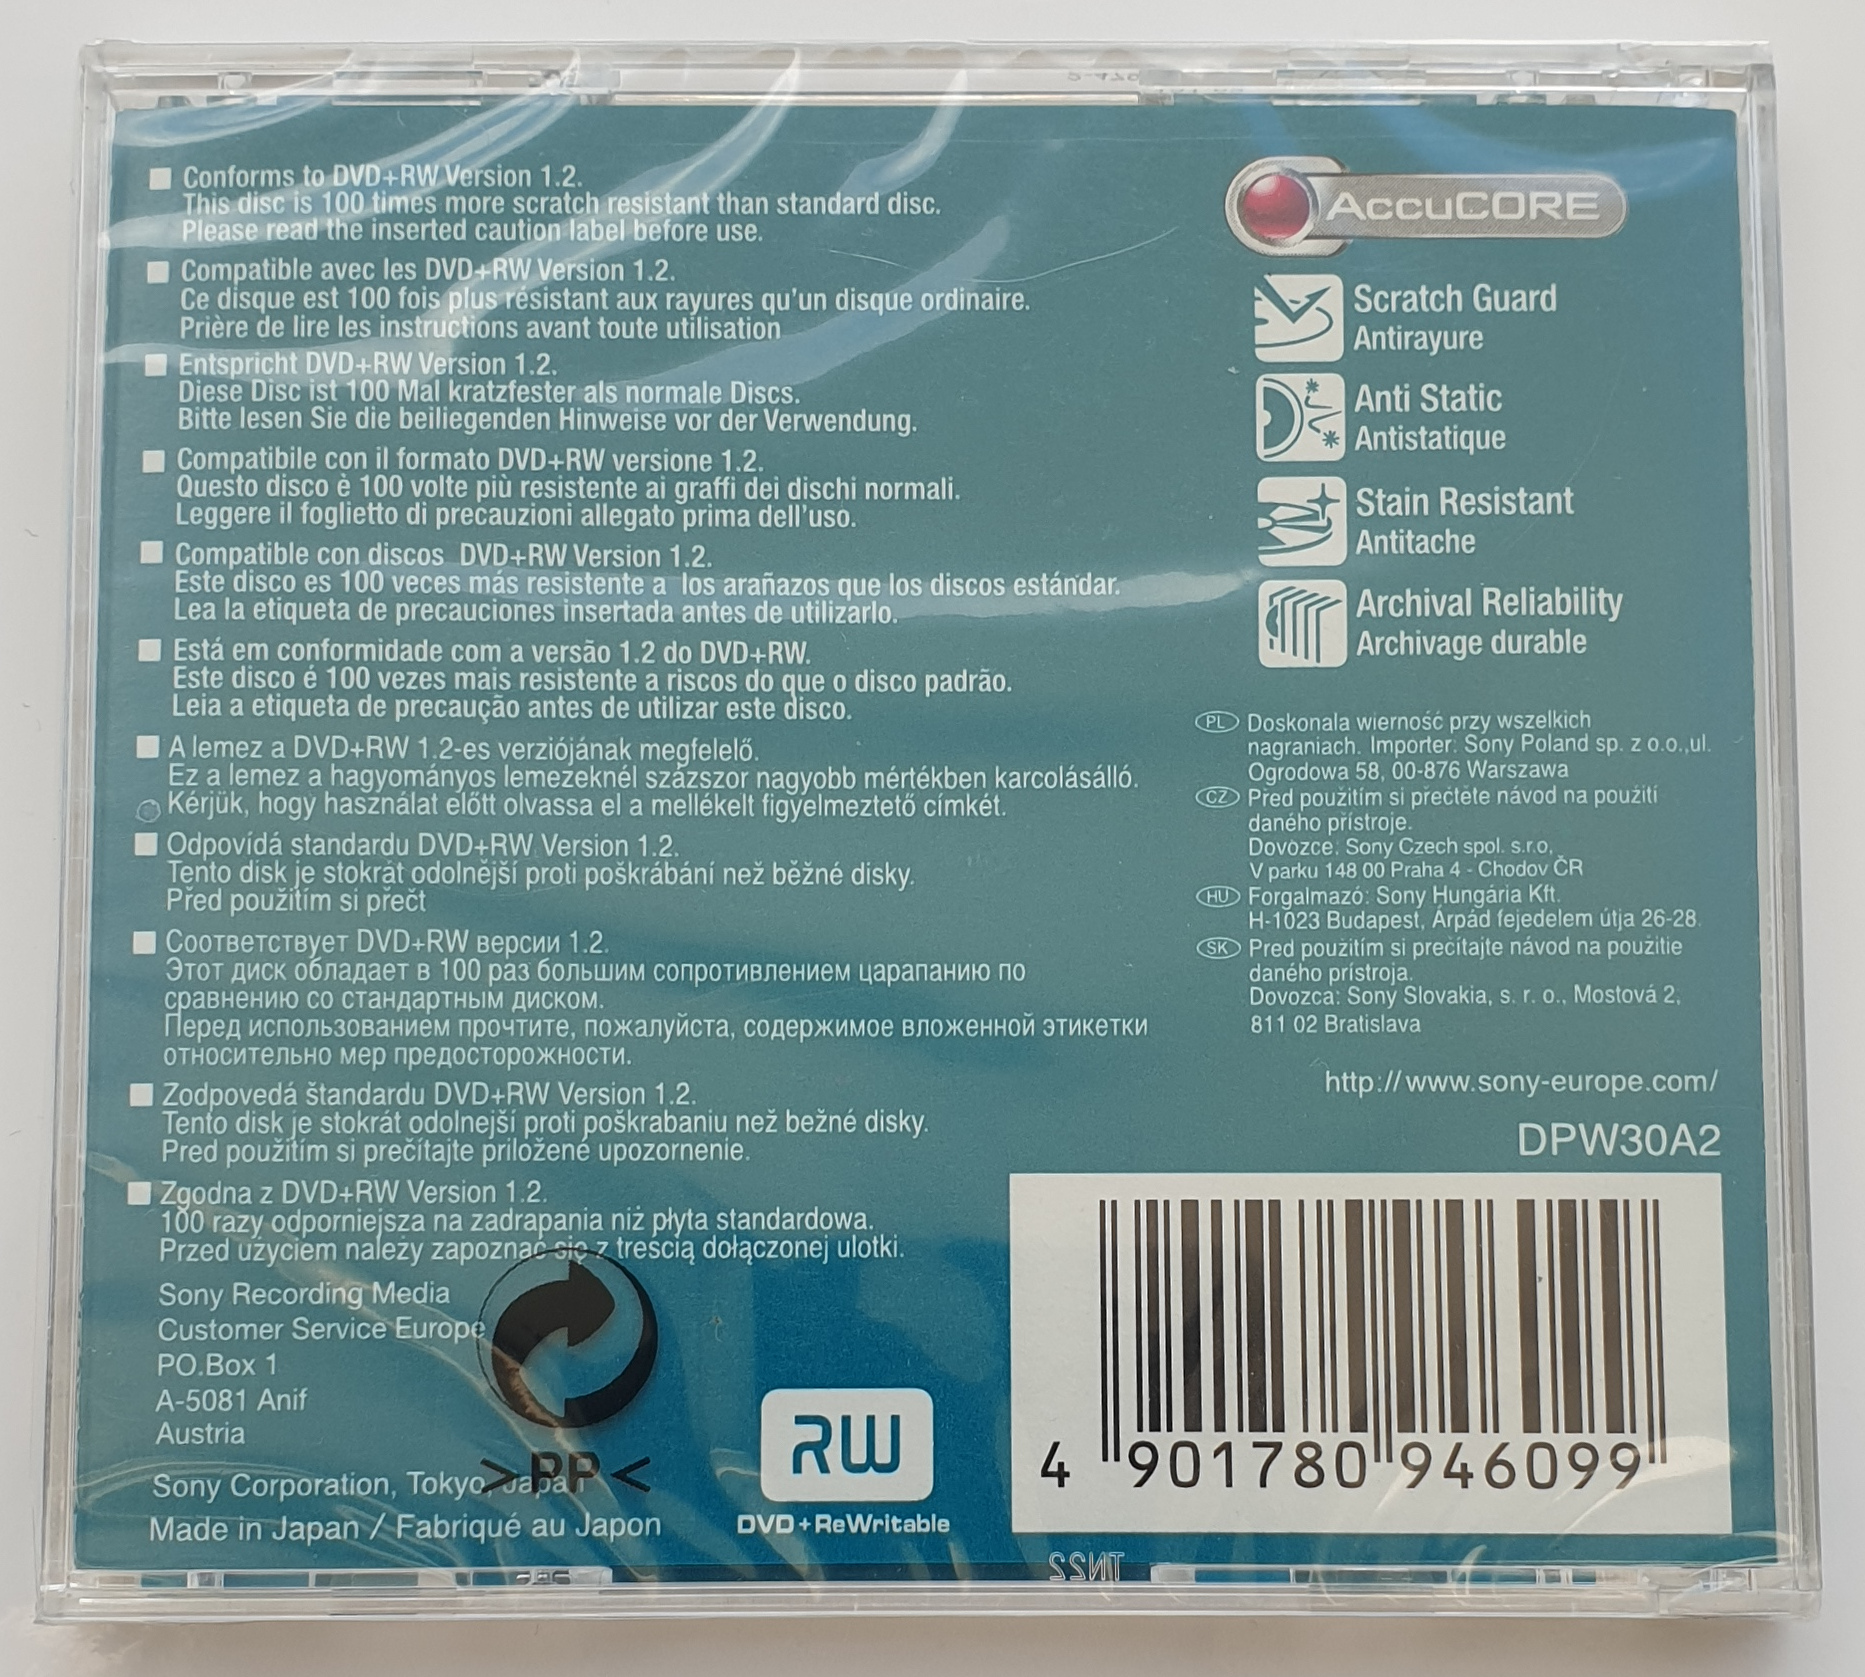 Conforms to DVD+RW Version 1.2.
This disc is 100 times more scratch resistant than standard disc.
Please read the inserted caution label before use.
Compatible avec les DVD+RW Version 1.2.
Ce disque est 100 fois plus résistant aux rayures qu'un disque ordinaire.
Prière de lire les instructions avant toute utilisation
Entspricht DVD+RW Version 1.2.
Diese Disc ist 100 Mal kratzfester als normale Discs.
Bitte lesen Sie die beiliegenden Hinweise vor der Verwendung.
Compatibile con il formato DVD+RW versione 1.2.
Questo disco è 100 volte più resistente ai graffi dei dischi normali.
Leggere il foglietto di precauzioni allegato prima dell'uso.
Compatible con discos DVD+RW Version 1.2.
Este disco es 100 veces más resistente a los arañazos que los discos estándar.
Lea la etiqueta de precauciones insertada antes de utilizarlo.
Está em conformidade com a versão 1.2 do DVD+RW.
Este disco é 100 vezes mais resistente a riscos do que o disco padrão.
Leia a etiqueta de precaução antes de utilizar este disco.
A lemez a DVD+RW 1.2-es verziójának megfelelő.
Ez a lemez a hagyományos lemezeknél százszor nagyobb mértékben karcolásálló.
Kérjük, hogy használat előtt olvassa el a mellékelt figyelmeztető címkét.
Odpovídá standardu DVD+RW Version 1.2.
Tento disk je stokrát odolnější proti poškrábání než běžné disky.
Před použitím si přečt
Соответствует DVD+RW версии 1.2.
Этот диск обладает в 100 раз большим сопротивлением царапанию по
сравнению со стандартным диском.
Перед использованием прочтите, пожалуйста, содержимое вложенной этикетки
относительно мер предосторожности.
Zodpovedá štandardu DVD+RW Version 1.2.
Tento disk je stokrát odolnejší proti poškrabaniu než bežné disky.
Pred použitím si prečítajte priložené upozornenie.
Zgodna z DVD+RW Version 1.2.
100 razy odporniejsza na zadrapania niż płyta standardowa.
Przed użyciem należy zapoznać się z treścią dołączonej ulotki.
Sony Recording Media
Customer Service Europe
PO.Box 1
A-5081 Anif
Austria
Sony Corporation, Tokyo Japan
>PP<
Made in Japan / Fabriqué au Japon
RW
DVD+ReWritable
AccuCORE
Scratch Guard
Antirayure
Anti Static
Antistatique
Stain Resistant
Antitache
Archival Reliability
Archivage durable
PL Doskonala wierność przy wszelkich
nagraniach. Importer: Sony Poland sp. z o.o.,ul.
Ogrodowa 58, 00-876 Warszawa
CZ Před použitím si přečtěte návod na použití
daného přístroje.
Dovozce: Sony Czech spol. s.r.o,
V parku 148 00 Praha 4 - Chodov ČR
HU Forgalmazó: Sony Hungária Kft.
H-1023 Budapest, Árpád fejedelem útja 26-28.
SK Pred použitím si prečítajte návod na použitie
daného prístroja.
Dovozca: Sony Slovakia, s. r. o., Mostová 2,
811 02 Bratislava
http://www.sony-europe.com/
DPW30A2
4 901780 946099
TN22